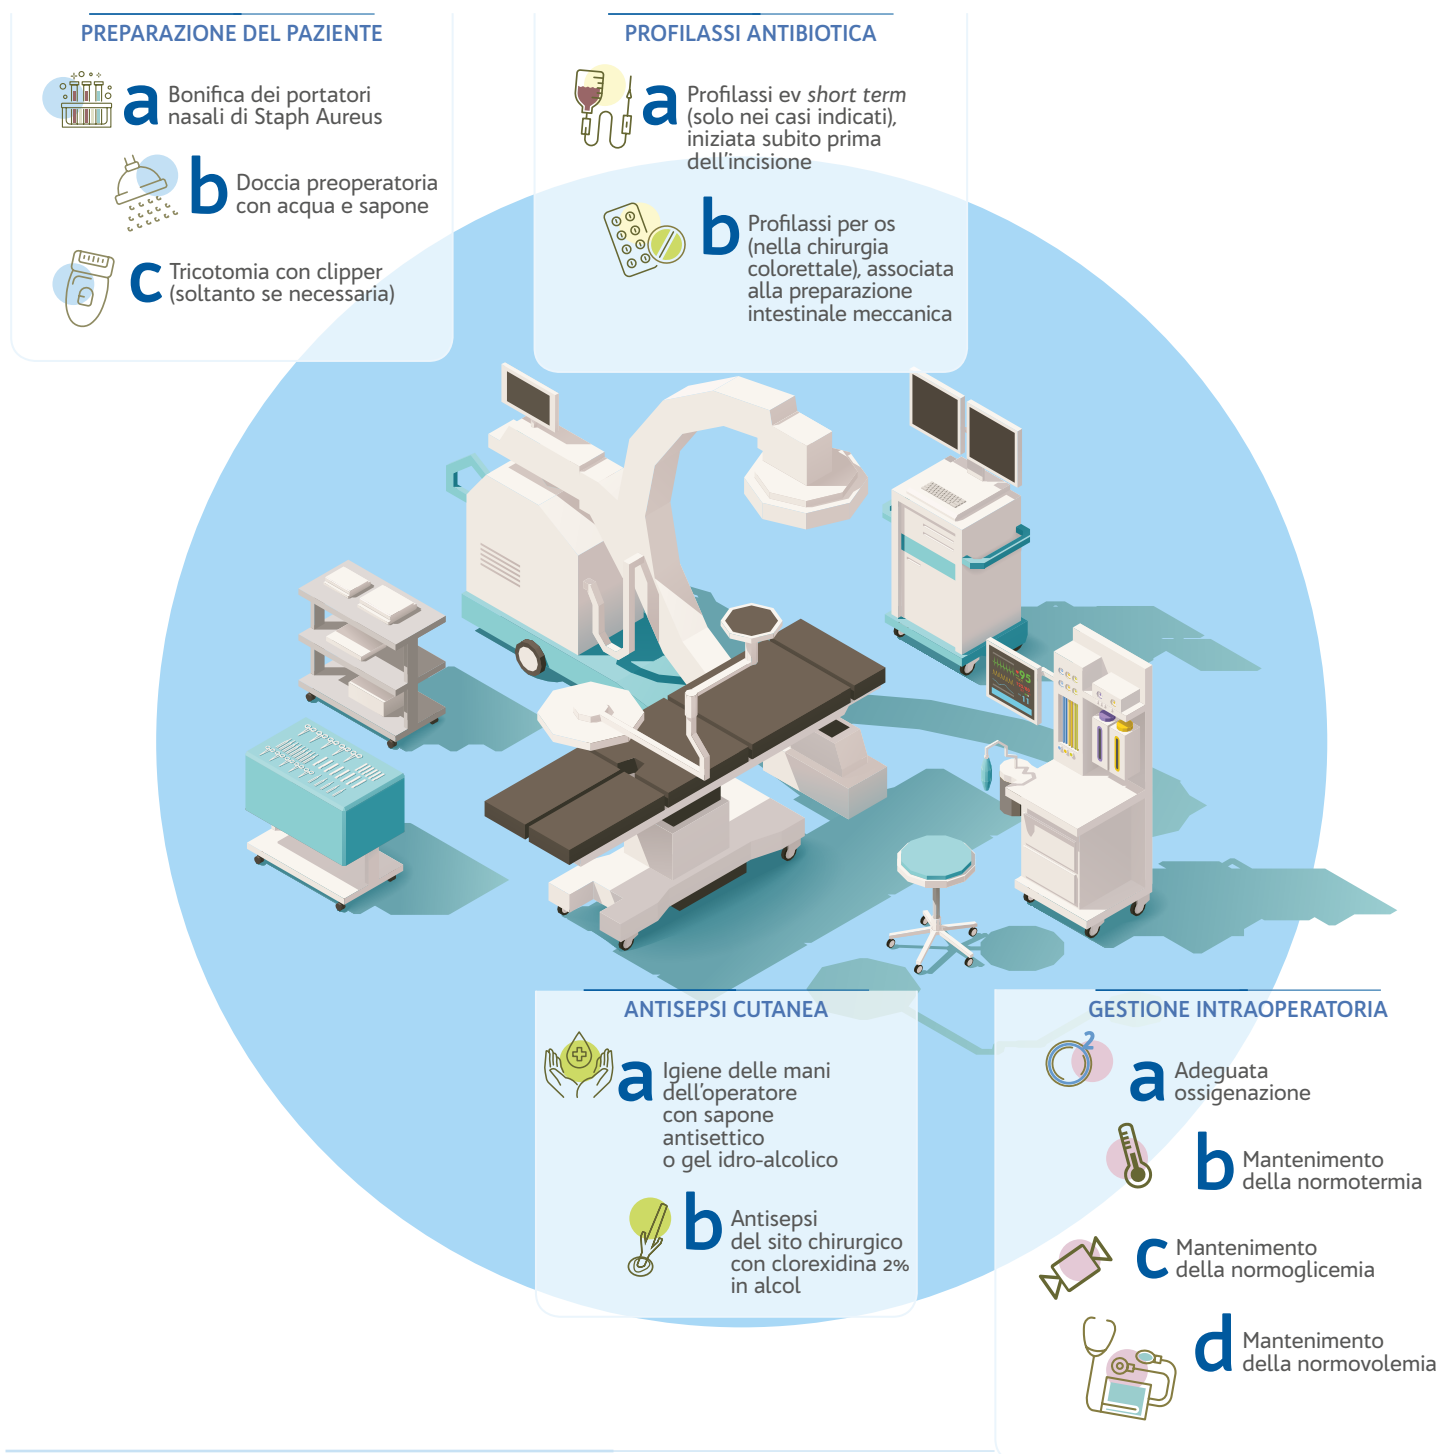 PREPARAZIONE DEL PAZIENTE
a Bonifica dei portatori
nasali di Staph Aureus
b Doccia preoperatoria
con acqua e sapone
c Tricotomia con clipper
(soltanto se necessaria)
PROFILASSI ANTIBIOTICA
a Profilassi ev short term
(solo nei casi indicati),
iniziata subito prima
dell'incisione
b Profilassi per os
(nella chirurgia
colorettale), associata
alla preparazione
intestinale meccanica
95
11
ANTISEPSI CUTANEA
a Igiene delle mani
dell'operatore
con sapone
antisettico
o gel idro-alcolico
b Antisepsi
del sito chirurgico
con clorexidina 2%
in alcol
GESTIONE INTRAOPERATORIA
O2
a Adeguata
ossigenazione
b Mantenimento
della normotermia
c Mantenimento
della normoglicemia
d Mantenimento
della normovolemia